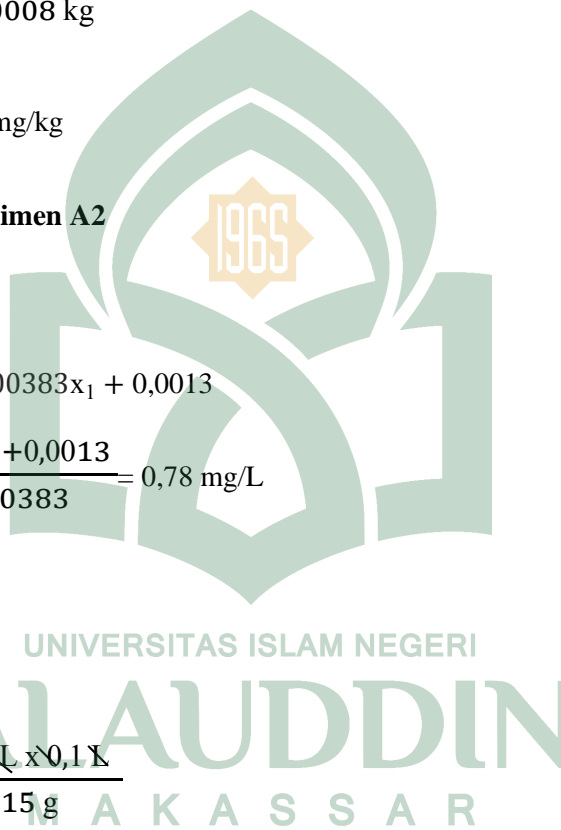 0008 kg
mg/kg
imen A2
1965
00383x₁ + 0,0013
+0,0013
0383
= 0,78 mg/L
UNIVERSITAS ISLAM NEGERI
ALAUDDIN
L x 0,1 L
15 g
MAKASSAR